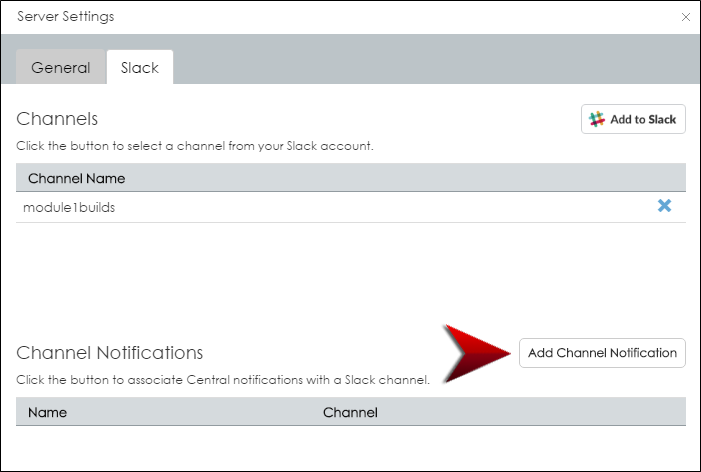 Server Settings
General
Slack
Channels
Add to Slack
Click the button to select a channel from your Slack account.
Channel Name
module1builds
Channel Notifications
Add Channel Notification
Click the button to associate Central notifications with a Slack channel.
Name
Channel